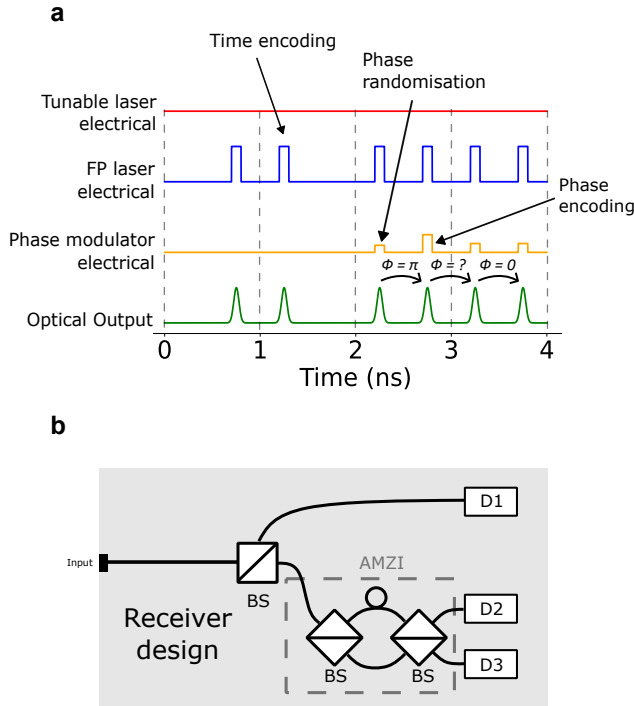 a
Time encoding
Phase
randomisation
Tunable laser
electrical
FP laser
electrical
Phase
encoding
Phase modulator
electrical
Φ = π
Φ = ?
Φ = 0
Optical Output
0 1 2 3 4
Time (ns)
b
D1
Input
AMZI
BS
Receiver
design
D2
BS BS
D3